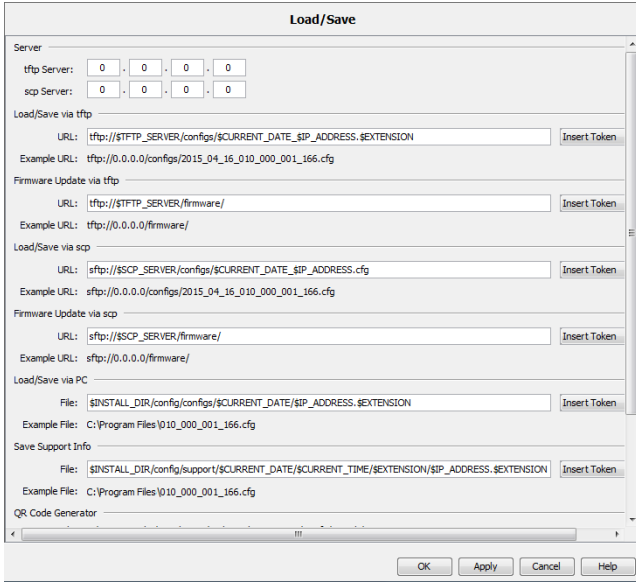 Load/Save
Server
tftp Server: 0 . 0 . 0 . 0
scp Server: 0 . 0 . 0 . 0
Load/Save via tftp
URL: tftp://$TFTP_SERVER/configs/$CURRENT_DATE_$IP_ADDRESS.$EXTENSION Insert Token
Example URL: tftp://0.0.0.0/configs/2015_04_16_010_000_001_166.cfg
Firmware Update via tftp
URL: tftp://$TFTP_SERVER/firmware/ Insert Token
Example URL: tftp://0.0.0.0/firmware/
Load/Save via scp
URL: sftp://$SCP_SERVER/configs/$CURRENT_DATE_$IP_ADDRESS.cfg Insert Token
Example URL: sftp://0.0.0.0/configs/2015_04_16_010_000_001_166.cfg
Firmware Update via scp
URL: sftp://$SCP_SERVER/firmware/ Insert Token
Example URL: sftp://0.0.0.0/firmware/
Load/Save via PC
File: $INSTALL_DIR/config/configs/$CURRENT_DATE/$IP_ADDRESS.$EXTENSION Insert Token
Example File: C:\Program Files\010_000_001_166.cfg
Save Support Info
File: $INSTALL_DIR/config/support/$CURRENT_DATE/$CURRENT_TIME/$EXTENSION/$IP_ADDRESS.$EXTENSION Insert Token
Example File: C:\Program Files\010_000_001_166.cfg
QR Code Generator
OK Apply Cancel Help